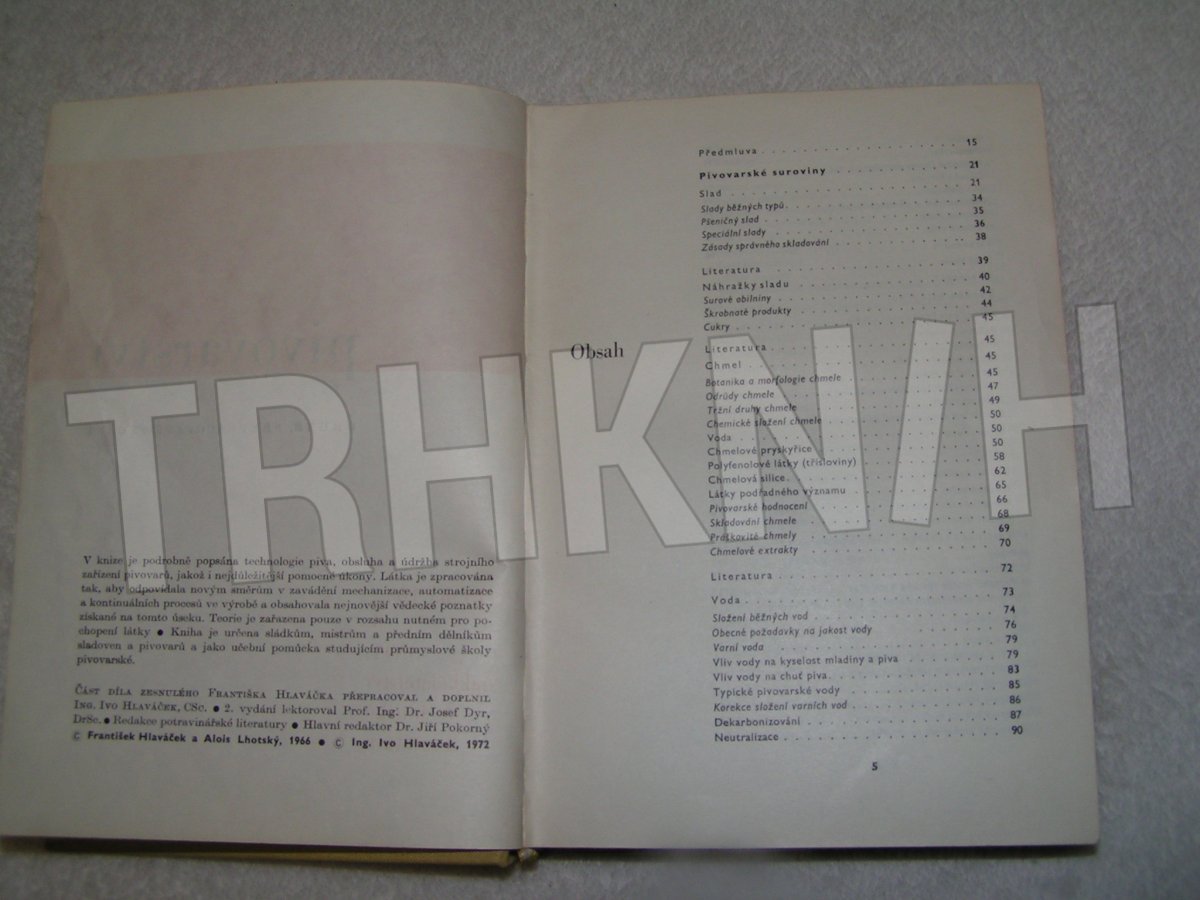 V knize je podrobně popsána technologie piva, obsluha a údržba strojního
zařízení pivovarů, jakož i nejdůležitější pomocné úkony. Látka je zpracována
tak, aby odpovídala novým směrům v zavádění mechanizace, automatizace
a kontinuálních procesů ve výrobě a obsahovala nejnovější vědecké poznatky
získané na tomto úseku. Teorie je zařazena pouze v rozsahu nutném pro po-
chopení látky ● Kniha je určena sládkům, mistrům a předním dělníkům
sladoven a pivovarů a jako učební pomůcka studujícím průmyslové školy
pivovarské.
Část díla zesnulého Františka Hlaváčka přepracoval a doplnil
Ing. Ivo Hlaváček, CSc. ● 2. vydání lektoroval Prof. Ing. Dr. Josef Dyr,
DrSc. ● Redakce potravinářské literatury ● Hlavní redaktor Dr. Jiří Pokorný
© František Hlaváček a Alois Lhotský, 1966 ● © Ing. Ivo Hlaváček, 1972
Obsah
Předmluva 15
Pivovarské suroviny 21
Slad 21
Slady běžných typů 34
Pšeničný slad 35
Speciální slady 36
Zásady správného skladování 38
Literatura 39
Náhražky sladu 40
Surové obilniny 42
Škrobnaté produkty 44
Cukry 45
Literatura 45
Chmel 45
Botanika a morfologie chmele 45
Odrůdy chmele 47
Tržní druhy chmele 49
Chemické složení chmele 50
Voda 50
Chmelové pryskyřice 50
Polyfenolové látky (třísloviny) 58
Chmelová silice 62
Látky podřadného významu 65
Pivovarské hodnocení 66
Skladování chmele 68
Práškovité chmely 69
Chmelové extrakty 70
Literatura 72
Voda 73
Složení běžných vod 74
Obecné požadavky na jakost vody 76
Varní voda 79
Vliv vody na kyselost mladiny a piva 79
Vliv vody na chuť piva 83
Typické pivovarské vody 85
Korekce složení varních vod 86
Dekarbonizování 87
Neutralizace 90
5
TRHKNIH